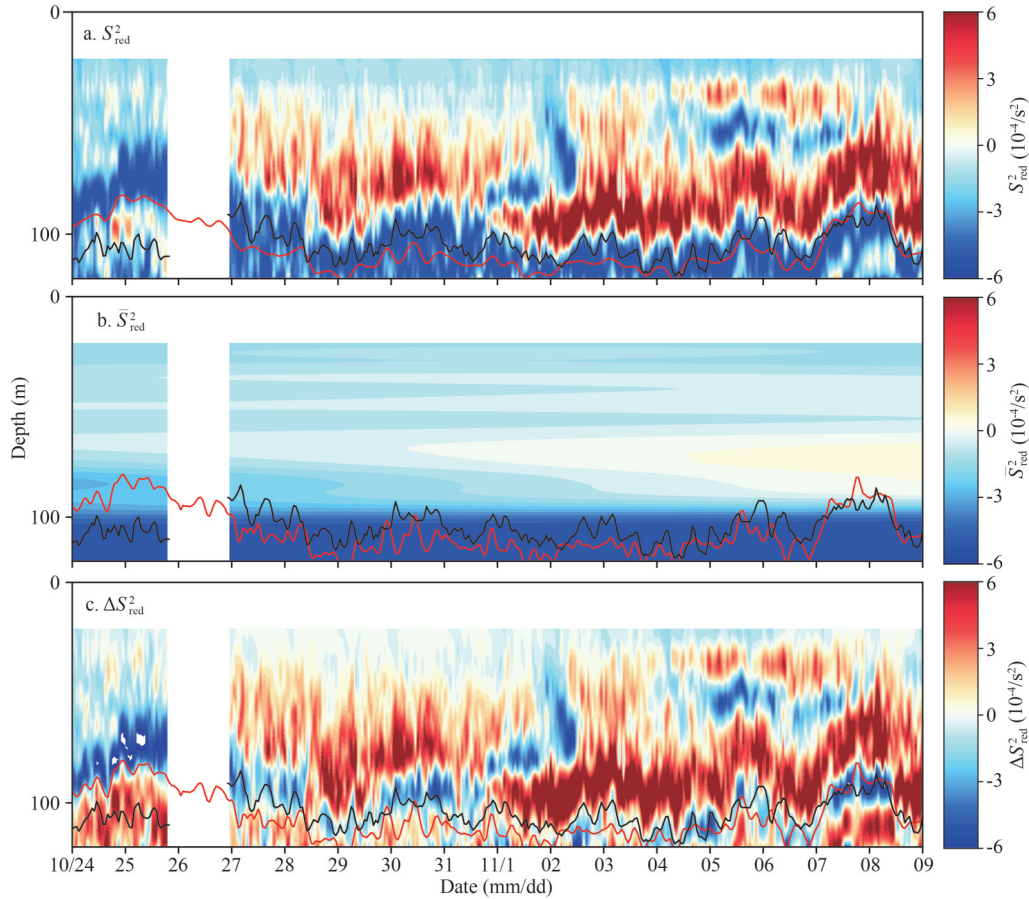 0
a. S²red
100
6
3
0
-3
-6
S²red (10⁻⁴/s²)
0
b. S̄²red
100
Depth (m)
6
3
0
-3
-6
S̄²red (10⁻⁴/s²)
0
c. ΔS²red
100
6
3
0
-3
-6
ΔS²red (10⁻⁴/s²)
10/24 25 26 27 28 29 30 31 11/1 02 03 04 05 06 07 08 09
Date (mm/dd)